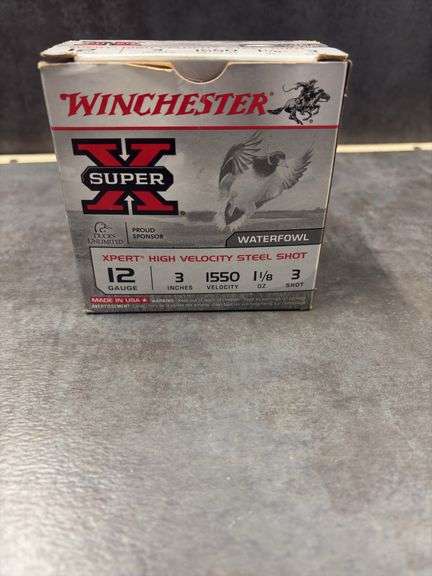 WINCHESTER
X
SUPER
DUCKS UNLIMITED
PROUD SPONSOR
WATERFOWL
XPERT HIGH VELOCITY STEEL SHOT
12 3 1550 1 1/8 3
GAUGE INCHES VELOCITY OZ SHOT
MADE IN USA ★ WARNING:
AVERTISSEMENT: